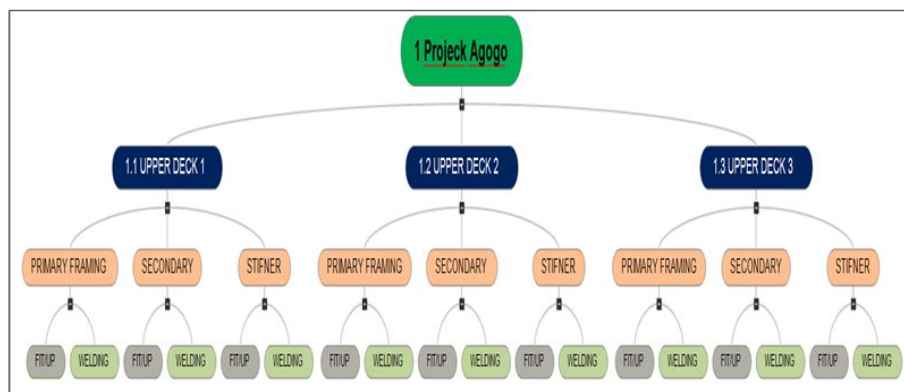 1 Projeck Agogo
1.1 UPPER DECK 1 1.2 UPPER DECK 2 1.3 UPPER DECK 3
PRIMARY FRAMING SECONDARY STIFNER PRIMARY FRAMING SECONDARY STIFNER PRIMARY FRAMING SECONDARY STIFNER
FIT/UP WELDING FIT/UP WELDING FIT/UP WELDING FIT/UP WELDING FIT/UP WELDING FIT/UP WELDING FIT/UP WELDING FIT/UP WELDING FIT/UP WELDING